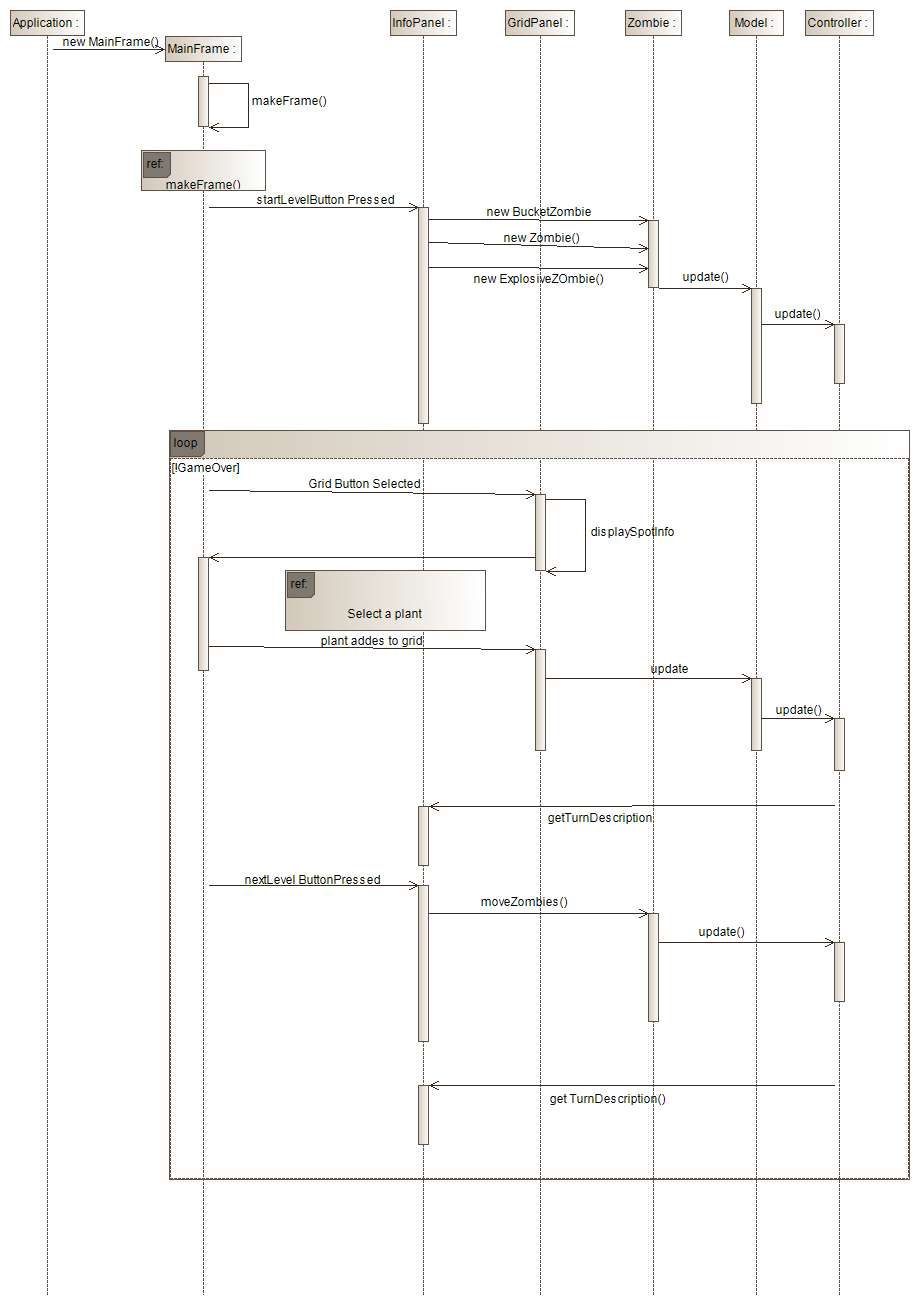 Application :
InfoPanel :
GridPanel :
Zombie :
Model :
Controller :
new MainFrame()
MainFrame :
makeFrame()
ref:
makeFrame()
startLevelButton Pressed
new BucketZombie
new Zombie()
new ExplosiveZOmbie()
update()
update()
loop
[!GameOver]
Grid Button Selected
displaySpotInfo
ref:
Select a plant
plant addes to grid
update
update()
getTurnDescription
nextLevel ButtonPressed
moveZombies()
update()
get TurnDescription()